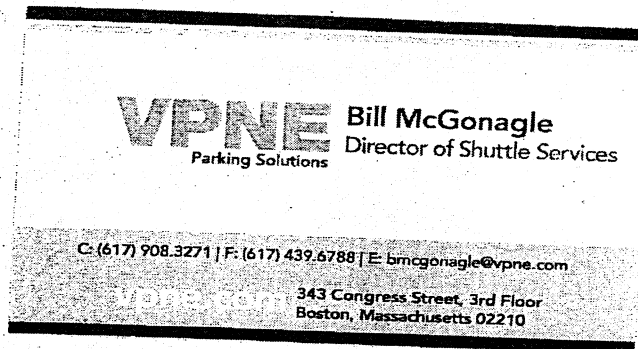 VPNE
Parking Solutions
Bill McGonagle
Director of Shuttle Services
C: (617) 908.3271 | F: (617) 439.6788 | E: bmcgonagle@vpne.com
vpne.com
343 Congress Street, 3rd Floor
Boston, Massachusetts 02210